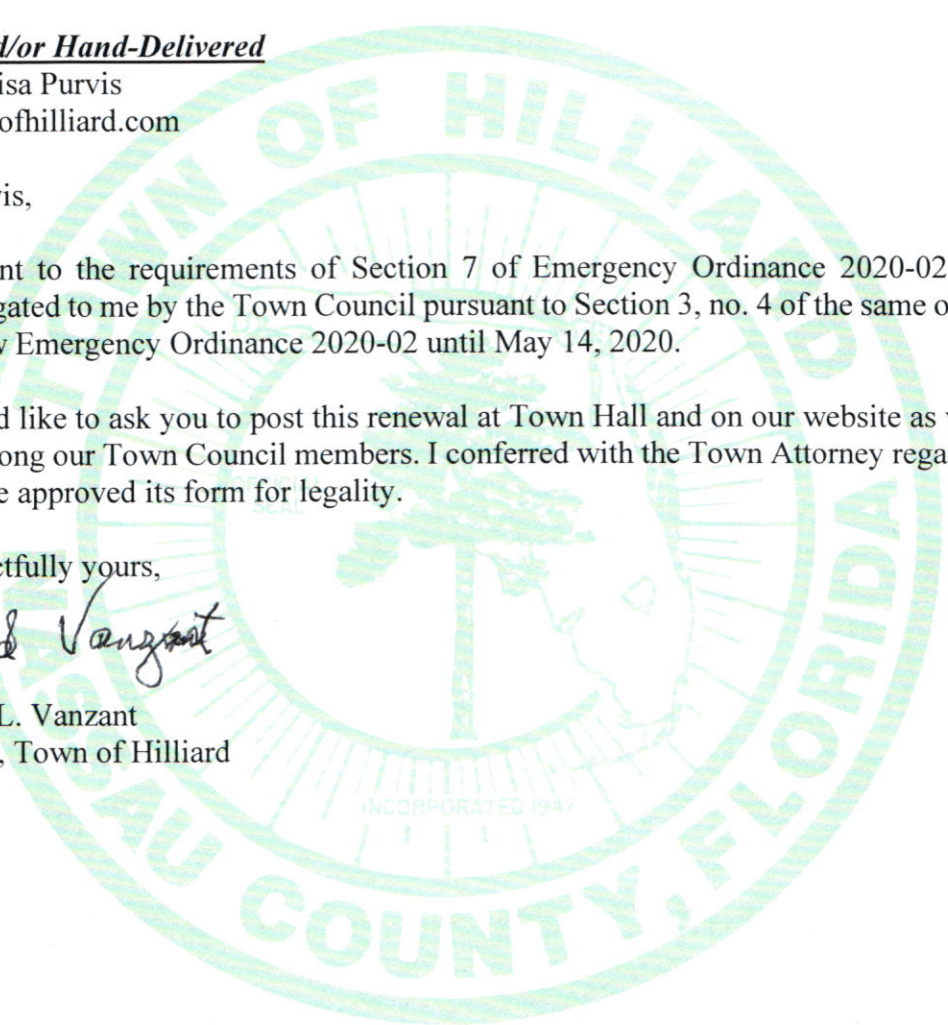 d/or Hand-Delivered
isa Purvis
ofhilliard.com
is,
nt to the requirements of Section 7 of Emergency Ordinance 2020-02
gated to me by the Town Council pursuant to Section 3, no. 4 of the same o
w Emergency Ordinance 2020-02 until May 14, 2020.
d like to ask you to post this renewal at Town Hall and on our website as
ong our Town Council members. I conferred with the Town Attorney rega
e approved its form for legality.
ctfully yours,
Vanzant
L. Vanzant
, Town of Hilliard
TOWN OF HILLIARD
NASSAU COUNTY, FLORIDA
OFFICIAL
SEAL
INCORPORATED 1947